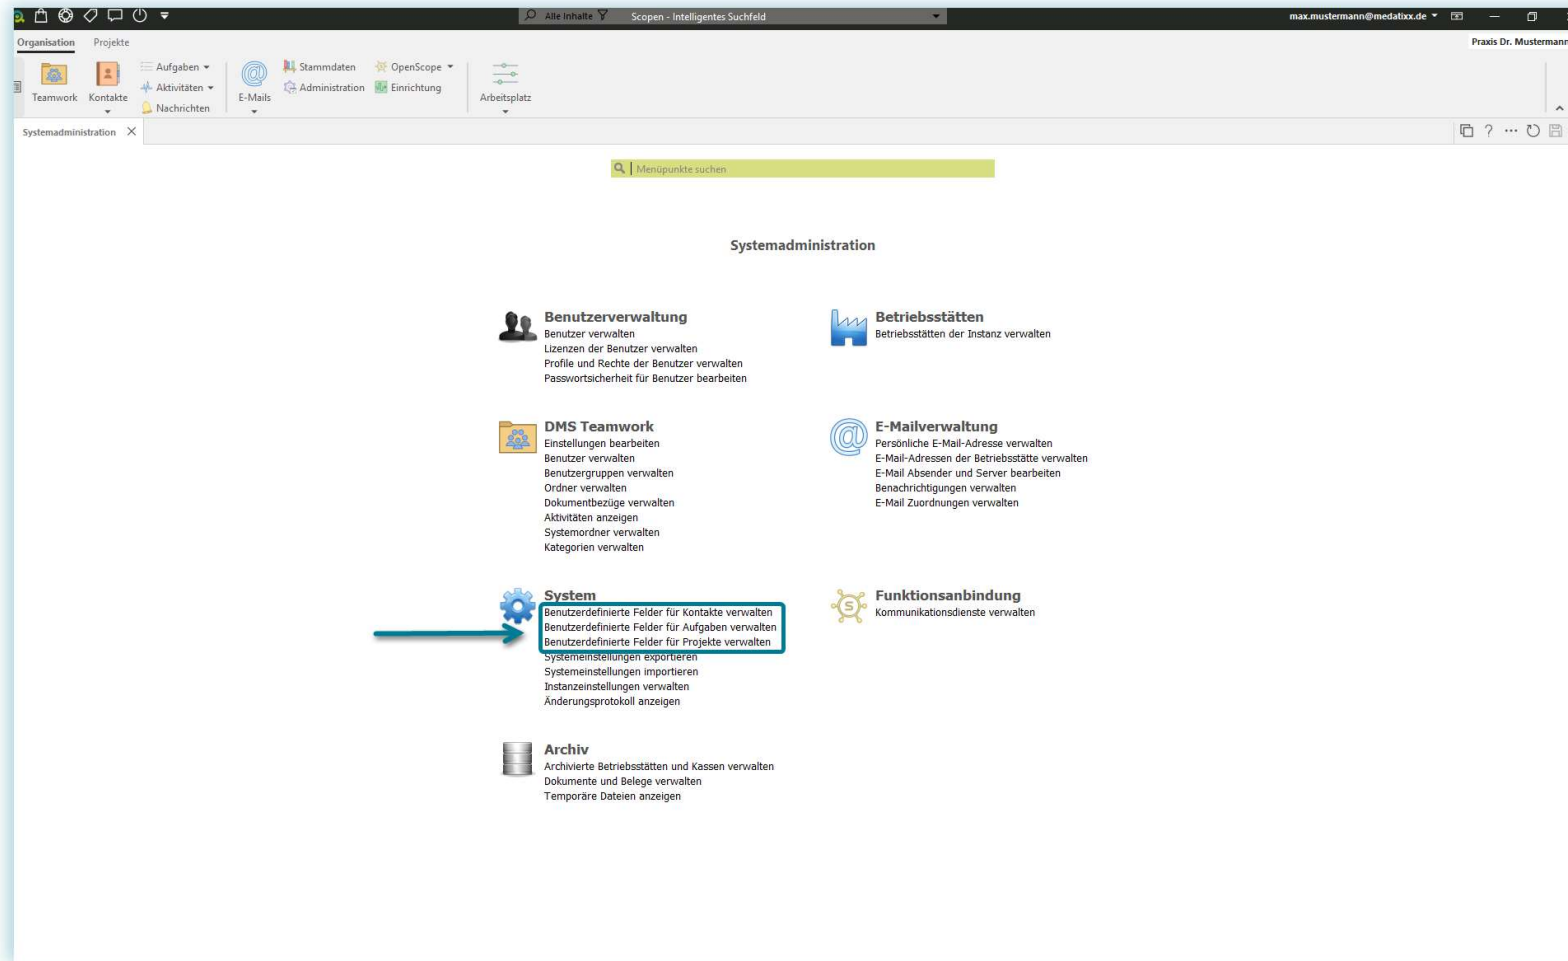 Alle Inhalte
Scopen - Intelligentes Suchfeld
max.mustermann@medatixx.de
Organisation
Projekte
Praxis Dr. Mustermann
Teamwork
Kontakte
Aufgaben
Aktivitäten
Nachrichten
E-Mails
Stammdaten
Administration
OpenScope
Einrichtung
Arbeitsplatz
Systemadministration
Menüpunkte suchen
Systemadministration
Benutzerverwaltung
Benutzer verwalten
Lizenzen der Benutzer verwalten
Profile und Rechte der Benutzer verwalten
Passwortsicherheit für Benutzer bearbeiten
Betriebsstätten
Betriebsstätten der Instanz verwalten
DMS Teamwork
Einstellungen bearbeiten
Benutzer verwalten
Benutzergruppen verwalten
Ordner verwalten
Dokumentbezüge verwalten
Aktivitäten anzeigen
Systemordner verwalten
Kategorien verwalten
E-Mailverwaltung
Persönliche E-Mail-Adresse verwalten
E-Mail-Adressen der Betriebsstätte verwalten
E-Mail Absender und Server bearbeiten
Benachrichtigungen verwalten
E-Mail Zuordnungen verwalten
System
Benutzerdefinierte Felder für Kontakte verwalten
Benutzerdefinierte Felder für Aufgaben verwalten
Benutzerdefinierte Felder für Projekte verwalten
Systemeinstellungen exportieren
Systemeinstellungen importieren
Instanzeinstellungen verwalten
Änderungsprotokoll anzeigen
Funktionsanbindung
Kommunikationsdienste verwalten
Archiv
Archivierte Betriebsstätten und Kassen verwalten
Dokumente und Belege verwalten
Temporäre Dateien anzeigen